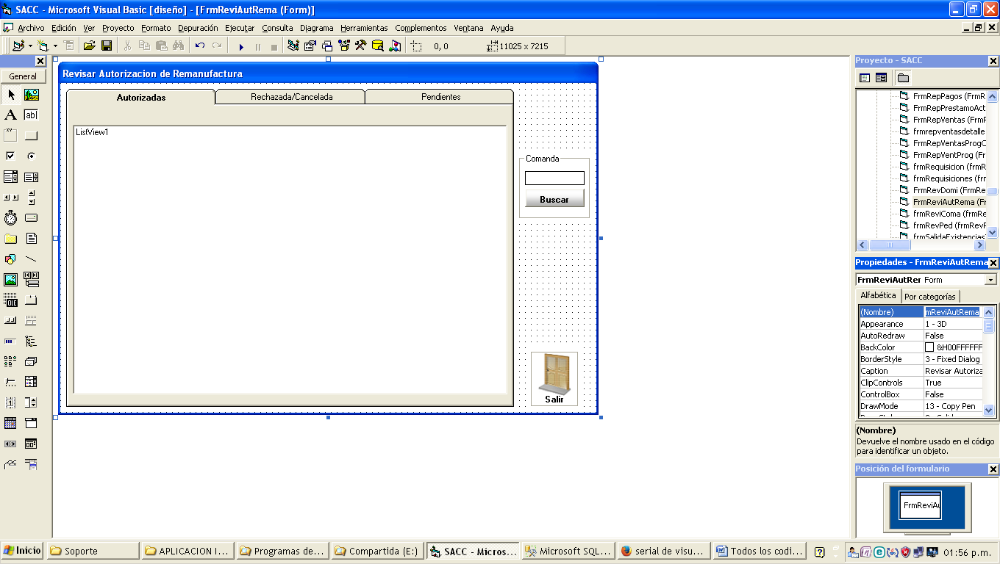 SACC - Microsoft Visual Basic [diseño] - [FrmReviAutRema (Form)]
Archivo Edición Ver Proyecto Formato Depuración Ejecutar Consulta Diagrama Herramientas Complementos Ventana Ayuda
0, 0
11025 x 7215
General
A
ab|
xy
OLE
Revisar Autorizacion de Remanufactura
Autorizadas
Rechazada/Cancelada
Pendientes
ListView1
Comanda
Buscar
Salir
Proyecto - SACC
FrmRepPagos (FrmR
FrmRepPrestamoAct
FrmRepVentas (FrmF
frmrepventasdetalle
FrmRepVentasProgC
FrmRepVentProg (Fr
frmRequisicion (frmR
frmRequisiciones (frr
FrmRevDomi (FrmRe
FrmReviAutRema (Fr
frmReviComa (frmRe
frmRevPed (frmRevF
frmSalidaExistencias
Propiedades - FrmReviAutRema
FrmReviAutRer Form
Alfabética
Por categorías
(Nombre) mReviAutRema
Appearance 1 - 3D
AutoRedraw False
BackColor &H00FFFFFF
BorderStyle 3 - Fixed Dialog
Caption Revisar Autoriza
ClipControls True
ControlBox False
DrawMode 13 - Copy Pen
(Nombre)
Devuelve el nombre usado en el código
para identificar un objeto.
Posición del formulario
FrmReviAu
Inicio
Soporte
APLICACION I...
Programas de...
Compartida (E:)
SACC - Micros...
Microsoft SQL...
serial de visu...
Todos los codi...
01:56 p.m.